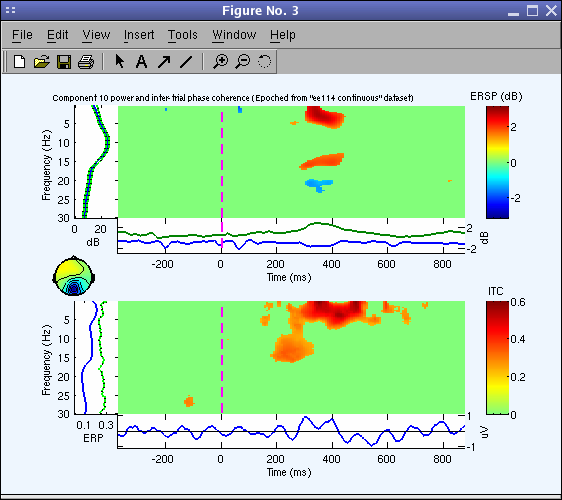 Figure No. 3
File Edit View Insert Tools Window Help
Component 10 power and inter-trial phase coherence (Epoched from "ee114 continuous" dataset)
ERSP (dB)
Frequency (Hz)
5
10
15
20
25
30
0 20
dB
2
0
-2
2
-2
dB
-200 0 200 400 600 800
Time (ms)
ITC
Frequency (Hz)
5
10
15
20
25
30
0.1 0.3
ERP
0.6
0.4
0.2
0
1
-1
uV
-200 0 200 400 600 800
Time (ms)